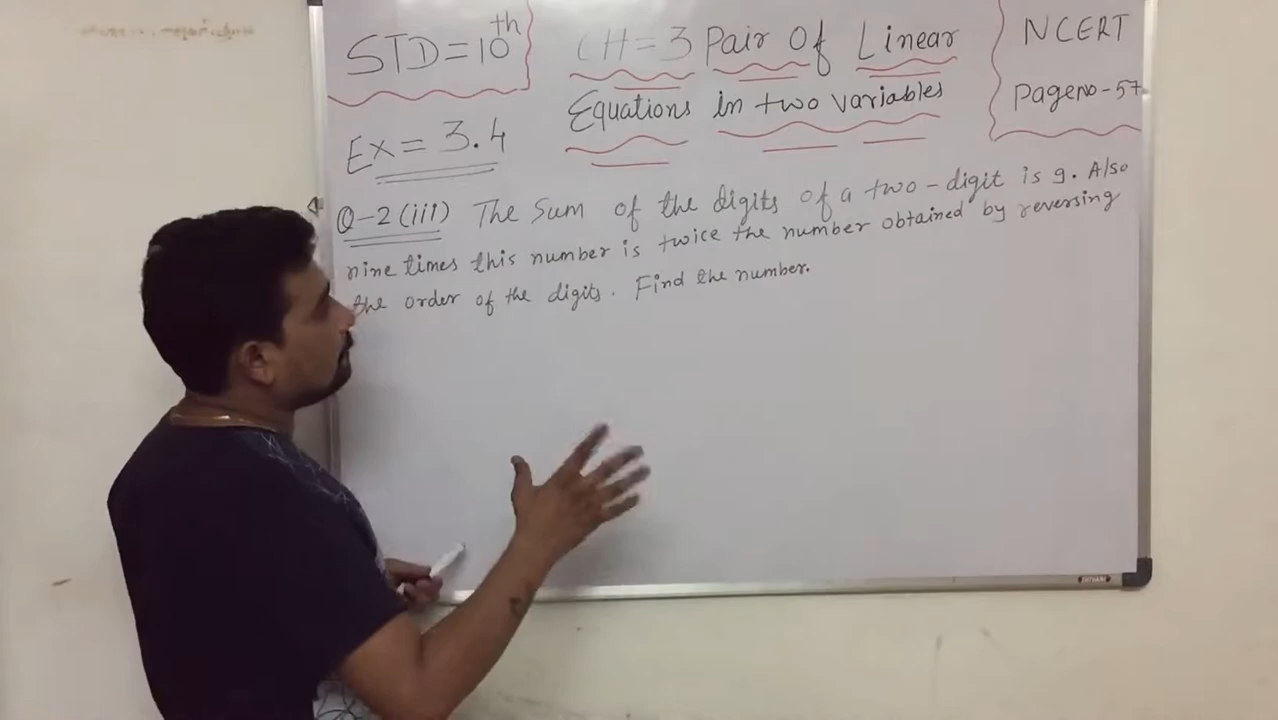 STD=10th
CH=3 Pair Of Linear
Equations in two variables
NCERT
Pageno-57
Ex=3.4
Q-2(iii) The Sum of the digits of a two-digit is 9. Also
nine times this number is twice the number obtained by reversing
the order of the digits. Find the number.